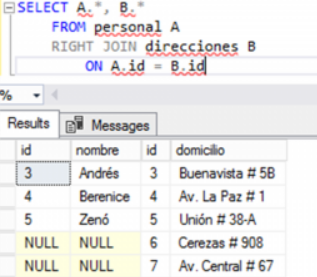 SELECT A.*, B.*
FROM personal A
RIGHT JOIN direcciones B
ON A.id = B.id
%
Results Messages
id nombre id domicilio
3 Andrés 3 Buenavista # 5B
4 Berenice 4 Av. La Paz # 1
5 Zenó 5 Unión # 38-A
NULL NULL 6 Cerezas # 908
NULL NULL 7 Av. Central # 67